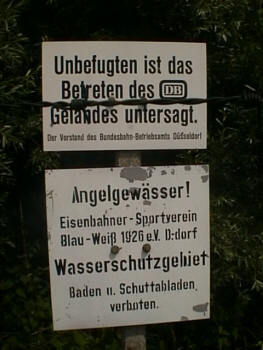 Unbefugten ist das
Betreten des DB
Geländes untersagt.
Der Vorstand des Bundesbahn-Betriebsamts Düsseldorf
Angelgewässer!
Eisenbahner-Sportverein
Blau-Weiß 1926 e.V. D-dorf
Wasserschutzgebiet
Baden u. Schuttabladen
verboten.